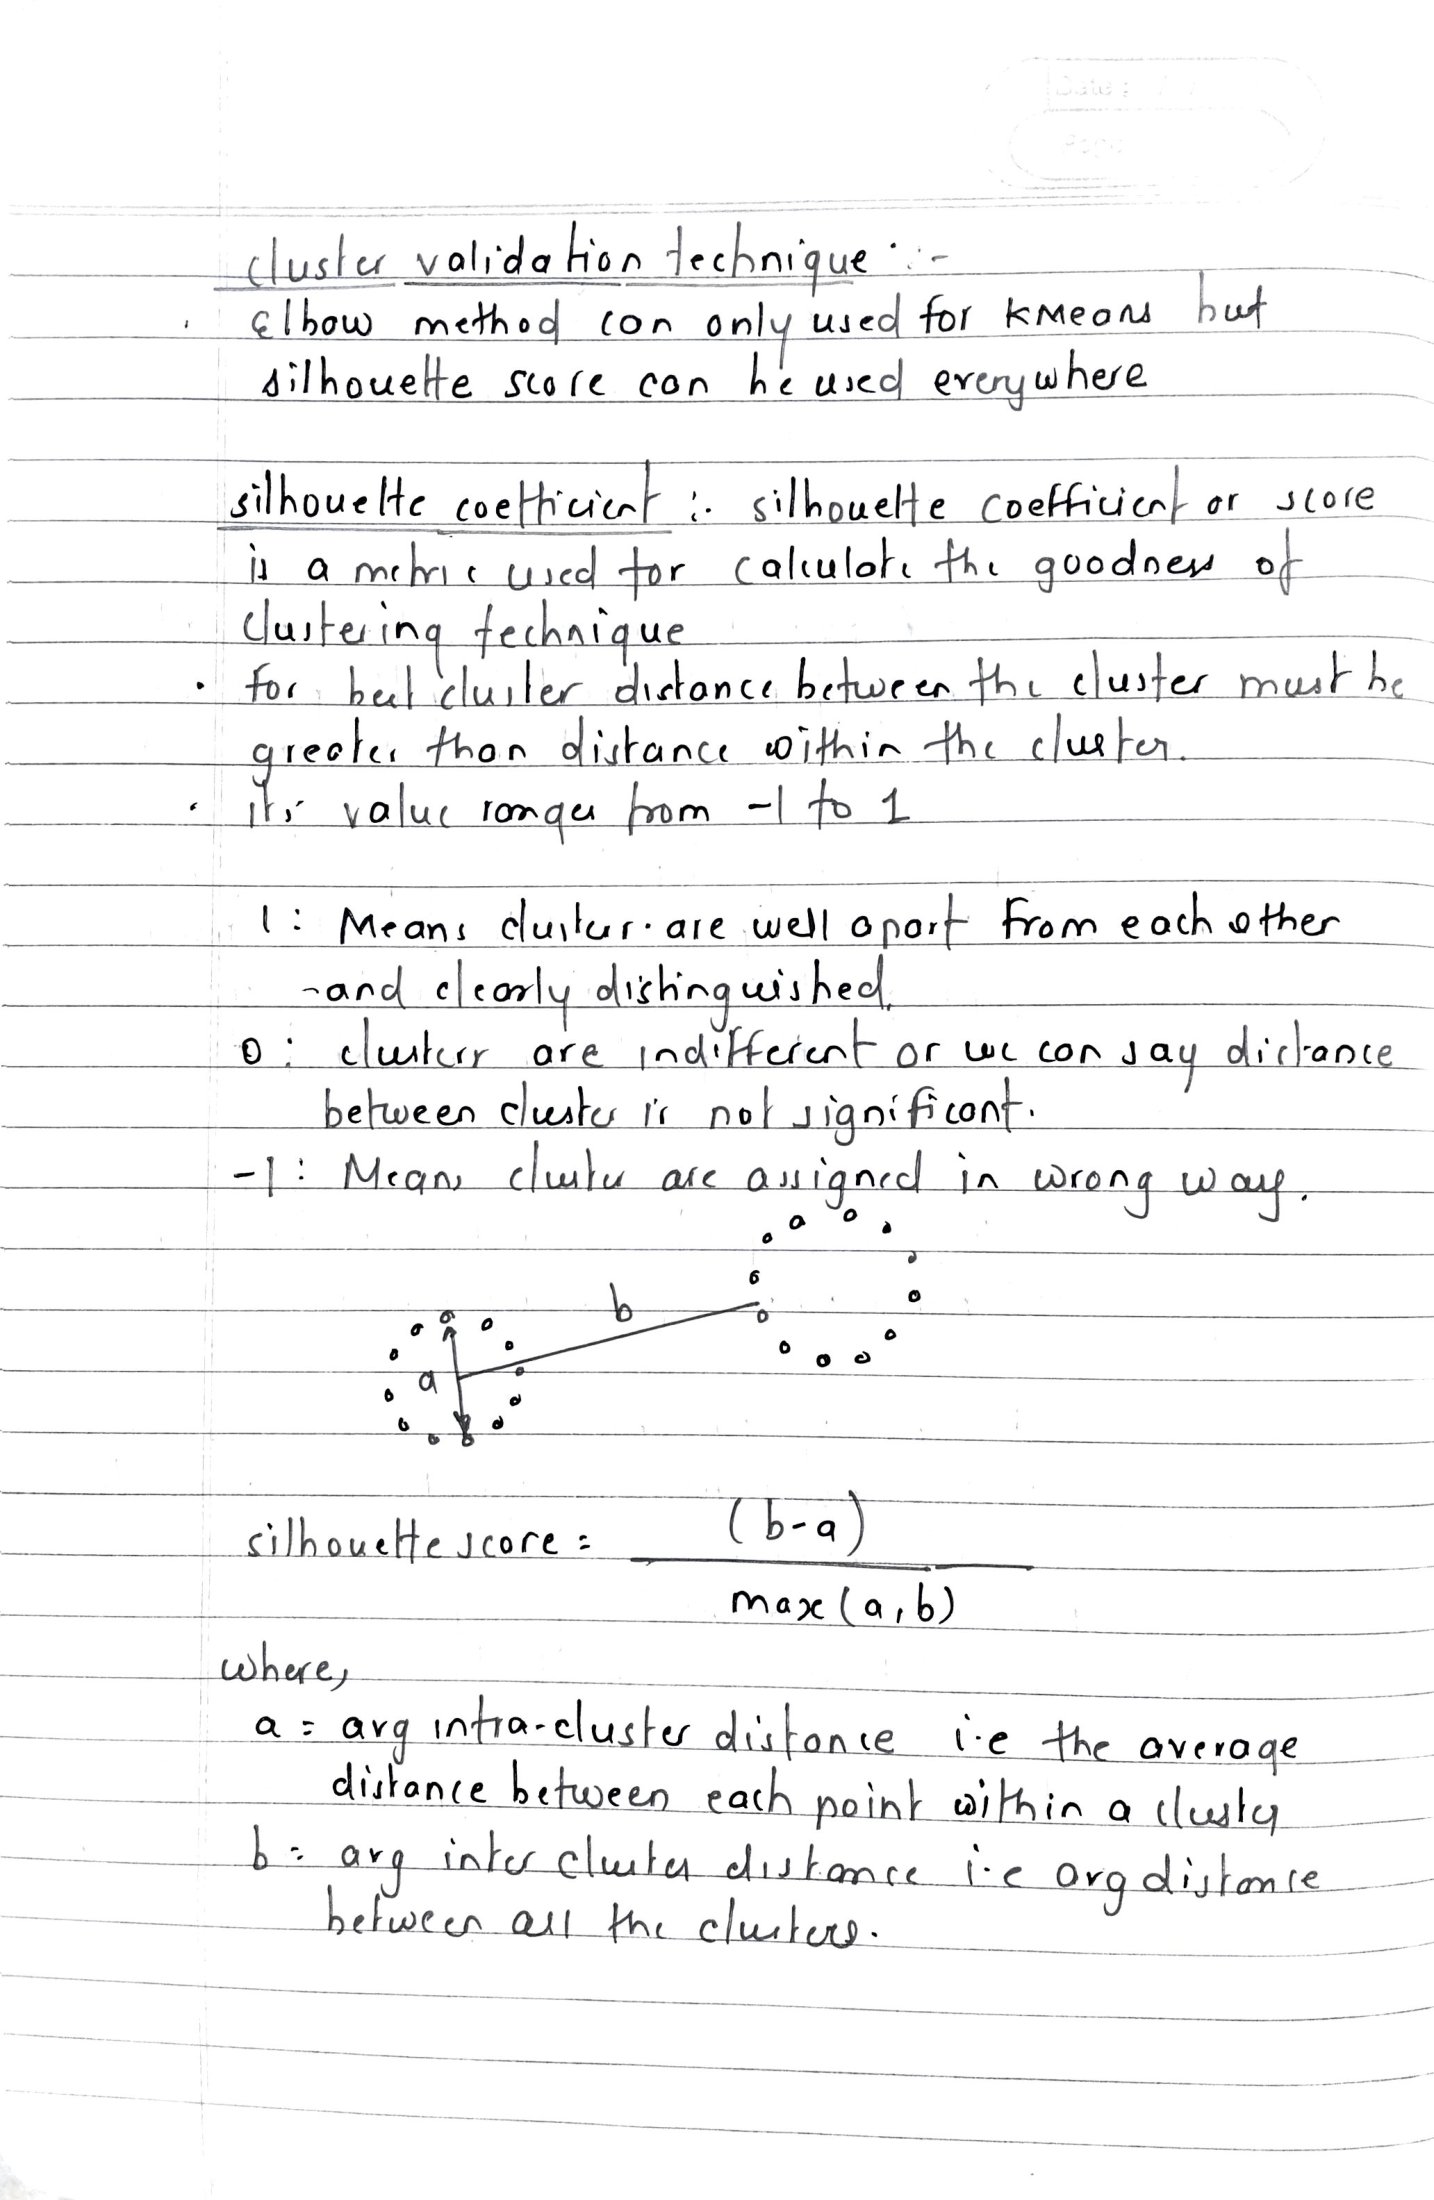 Date :
Page
cluster validation technique :-
Elbow method can only used for KMeans but
silhouette score can be used everywhere
silhouette coefficient :. silhouette coefficient or score
is a metric used for calculate the goodness of
clustering technique
. for best cluster distance between the cluster must be
greater than distance within the cluster.
. it's value ranges from -1 to 1
1 : Means clusters are well apart from each other
and clearly distinguished.
0 : clusters are indifferent or we can say distance
between cluster is not significant.
-1 : Means cluster are assigned in wrong way.
b
a
silhouette score = (b-a)
max(a,b)
where,
a = avg intra-cluster distance i.e the average
distance between each point within a cluster
b = avg inter cluster distance i.e avg distance
between all the clusters.